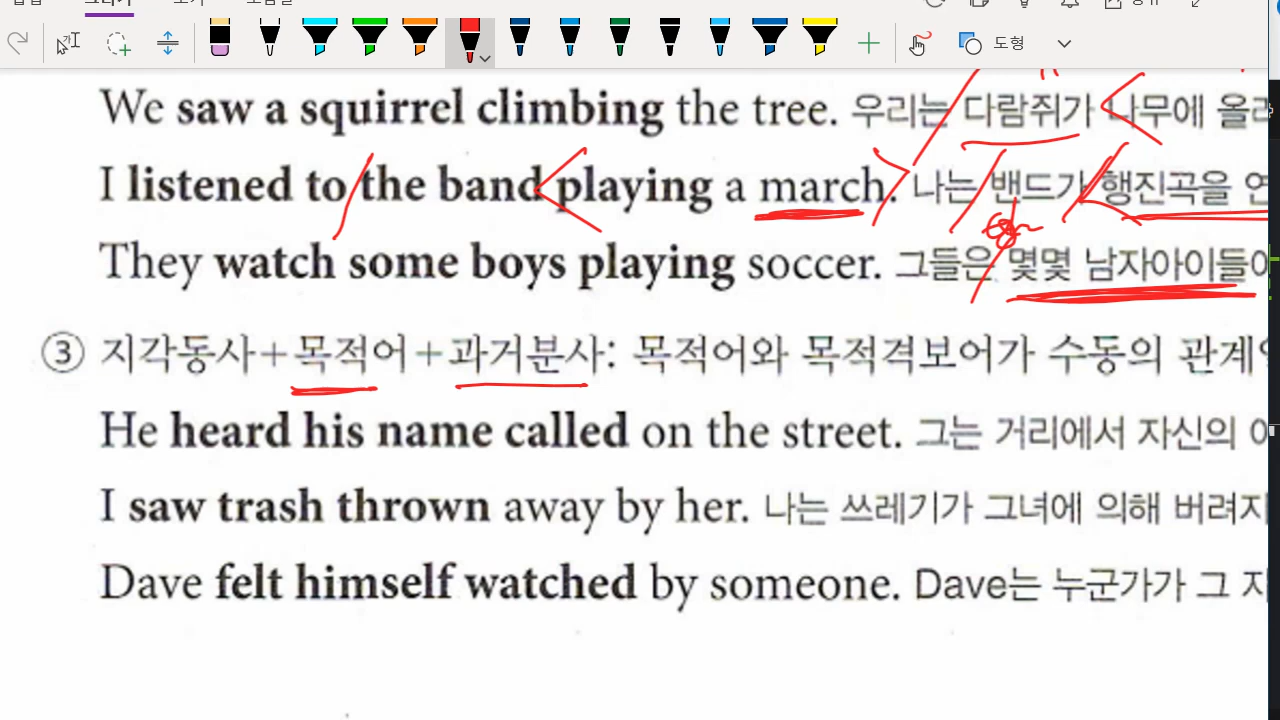 도형
We saw a squirrel climbing the tree. 우리는 다람쥐가 나무에 올라
I listened to the band playing a march. 나는 밴드가 행진곡을 연
They watch some boys playing soccer. 그들은 몇몇 남자아이들이
③ 지각동사+목적어+과거분사: 목적어와 목적격보어가 수동의 관계
He heard his name called on the street. 그는 거리에서 자신의 이
I saw trash thrown away by her. 나는 쓰레기가 그녀에 의해 버려지
Dave felt himself watched by someone. Dave는 누군가가 그 자